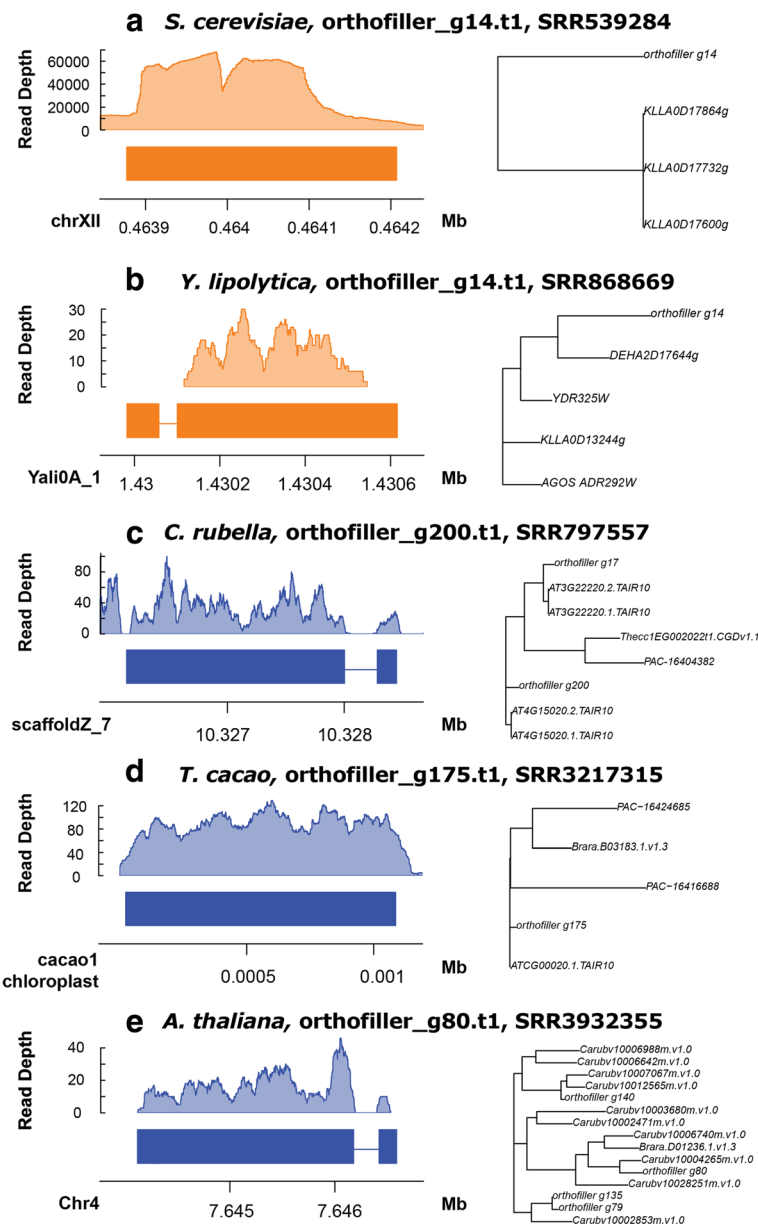 a S. cerevisiae, orthofiller_g14.t1, SRR539284
Read Depth
60000
40000
20000
0
chrXII
0.4639
0.464
0.4641
0.4642
Mb
orthofiller g14
KLLA0D17864g
KLLA0D17732g
KLLA0D17600g
b Y. lipolytica, orthofiller_g14.t1, SRR868669
Read Depth
30
20
10
0
Yali0A_1
1.43
1.4302
1.4304
1.4306
Mb
orthofiller g14
DEHA2D17644g
YDR325W
KLLA0D13244g
AGOS ADR292W
c C. rubella, orthofiller_g200.t1, SRR797557
Read Depth
80
40
0
scaffoldZ_7
10.327
10.328
Mb
orthofiller g17
AT3G22220.2.TAIR10
AT3G22220.1.TAIR10
Thecc1EG002022t1.CGDv1.1
PAC-16404382
orthofiller g200
AT4G15020.2.TAIR10
AT4G15020.1.TAIR10
d T. cacao, orthofiller_g175.t1, SRR3217315
Read Depth
120
80
40
0
cacao1
chloroplast
0.0005
0.001
Mb
PAC−16424685
Brara.B03183.1.v1.3
PAC−16416688
orthofiller g175
ATCG00020.1.TAIR10
e A. thaliana, orthofiller_g80.t1, SRR3932355
Read Depth
40
20
0
Chr4
7.645
7.646
Mb
Carubv10006988m.v1.0
Carubv10006642m.v1.0
Carubv10007067m.v1.0
Carubv10012565m.v1.0
orthofiller g140
Carubv10003680m.v1.0
Carubv10002471m.v1.0
Carubv10006740m.v1.0
Brara.D01236.1.v1.3
Carubv10004265m.v1.0
orthofiller g80
Carubv10028251m.v1.0
orthofiller g135
orthofiller g79
Carubv10002853m.v1.0